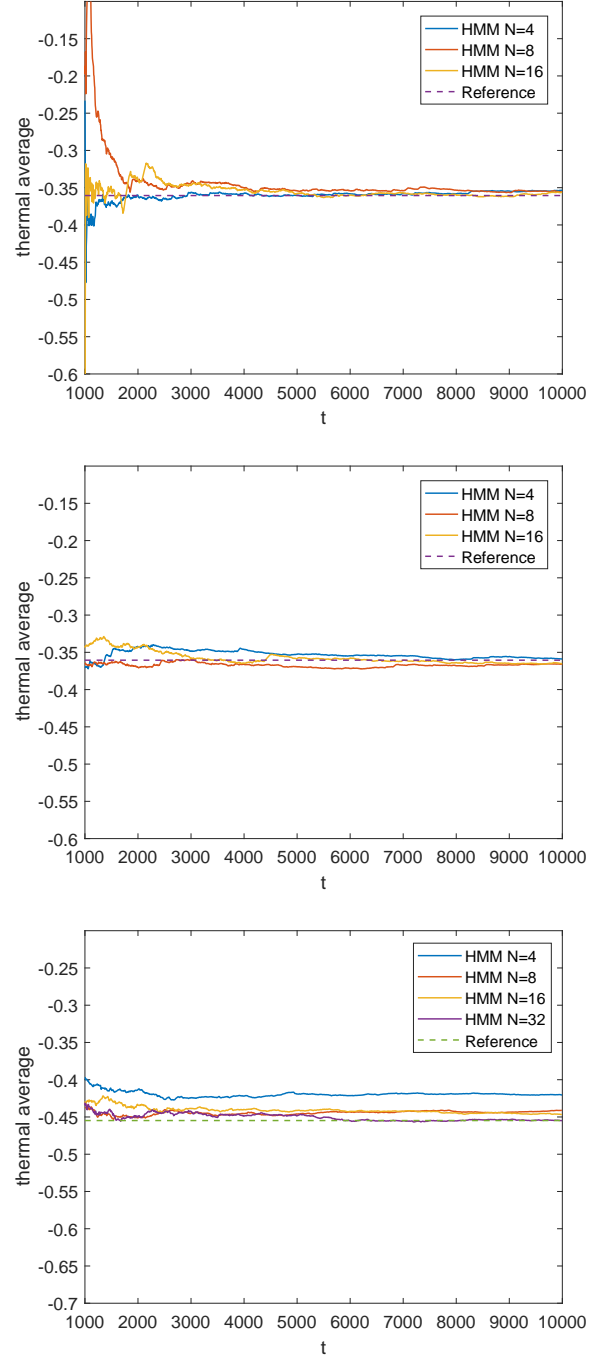 -0.15
-0.2
-0.25
-0.3
-0.35
-0.4
-0.45
-0.5
-0.55
-0.6
thermal average
HMM N=4
HMM N=8
HMM N=16
Reference
1000 2000 3000 4000 5000 6000 7000 8000 9000 10000
t
-0.15
-0.2
-0.25
-0.3
-0.35
-0.4
-0.45
-0.5
-0.55
-0.6
thermal average
HMM N=4
HMM N=8
HMM N=16
Reference
1000 2000 3000 4000 5000 6000 7000 8000 9000 10000
t
-0.25
-0.3
-0.35
-0.4
-0.45
-0.5
-0.55
-0.6
-0.65
-0.7
thermal average
HMM N=4
HMM N=8
HMM N=16
HMM N=32
Reference
1000 2000 3000 4000 5000 6000 7000 8000 9000 10000
t